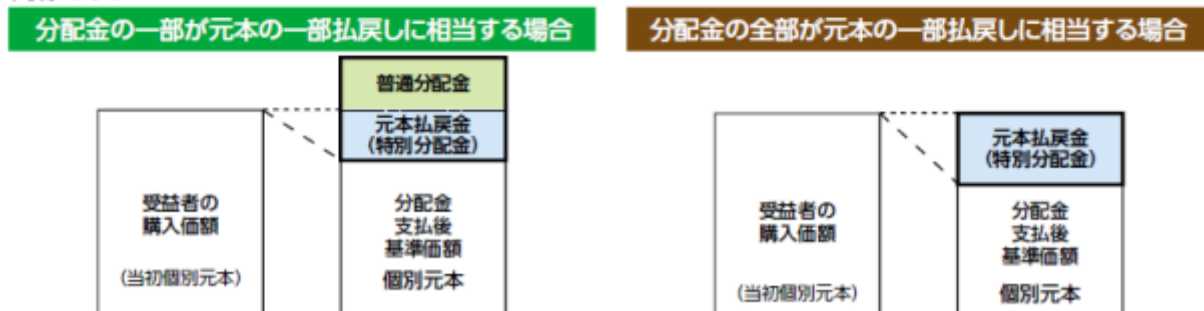 分配金の一部が元本の一部払戻しに相当する場合
普通分配金
元本払戻金
(特別分配金)
受益者の
購入価額
(当初個別元本)
分配金
支払後
基準価額
個別元本
分配金の全部が元本の一部払戻しに相当する場合
元本払戻金
(特別分配金)
受益者の
購入価額
(当初個別元本)
分配金
支払後
基準価額
個別元本